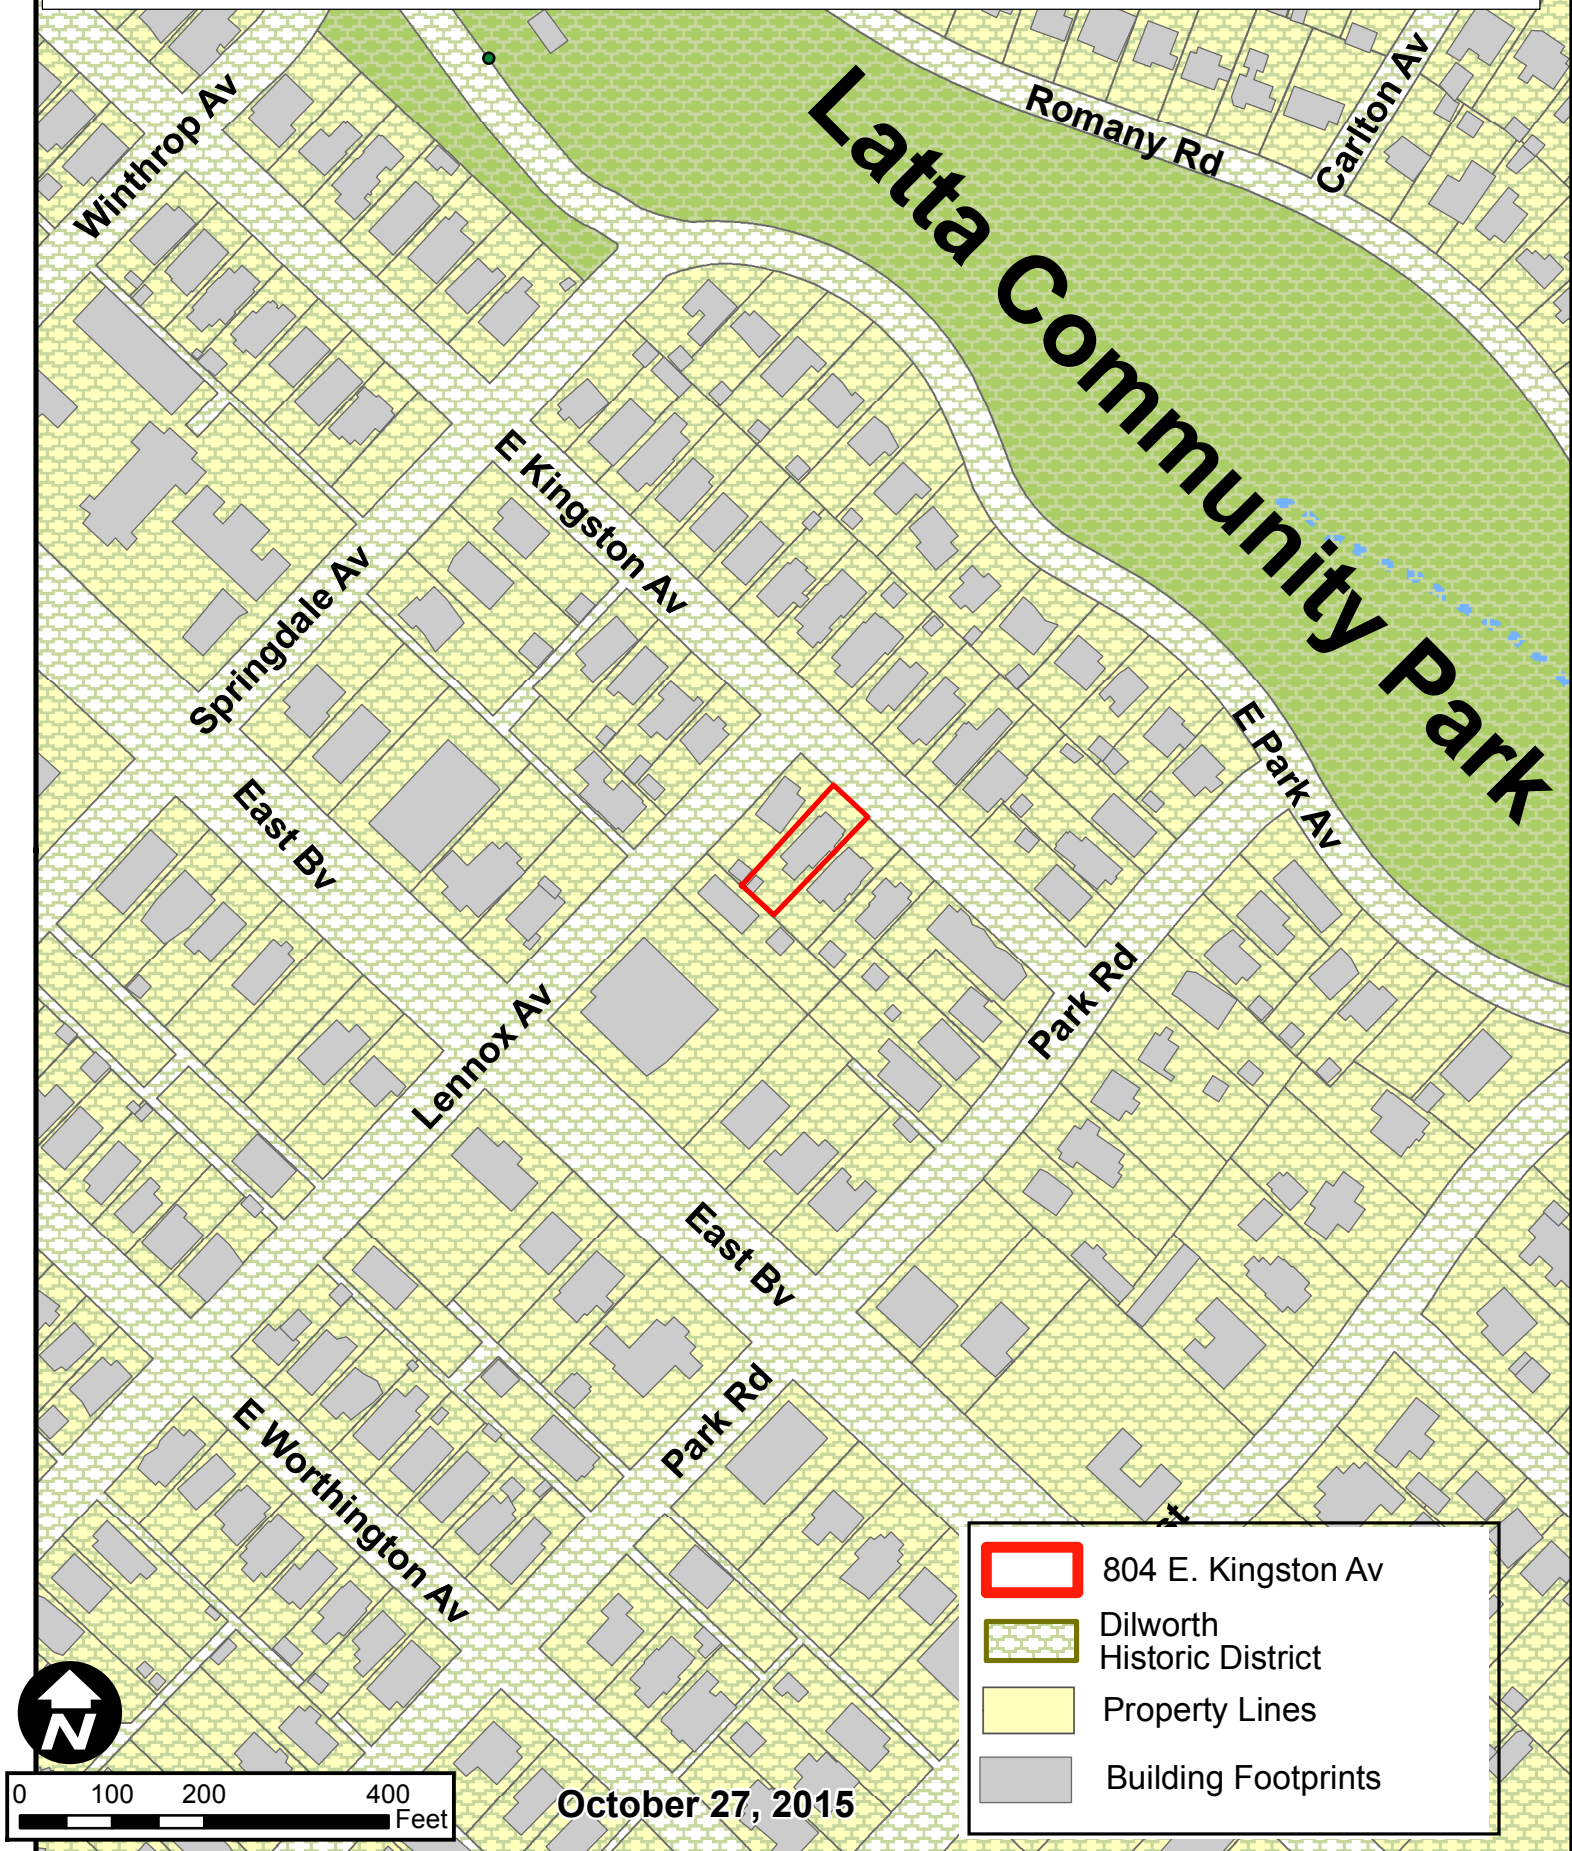 Winthrop Av
Romany Rd
Carlton Av
Latta Community Park
E Kingston Av
Springdale Av
E Park Av
East Bv
Park Rd
Lennox Av
East Bv
Park Rd
E Worthington Av
st
804 E. Kingston Av
Dilworth
Historic District
Property Lines
Building Footprints
N
0 100 200 400
Feet
October 27, 2015